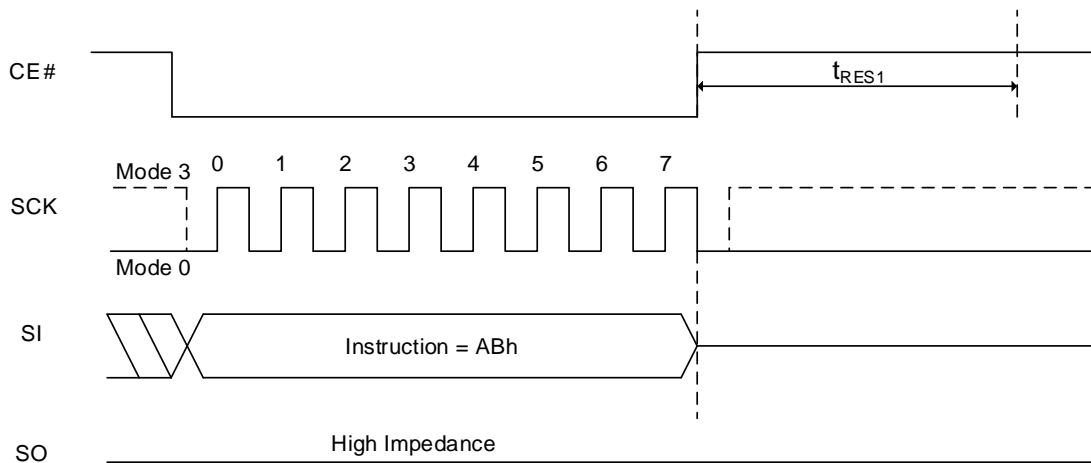 CE#
tRES1
Mode 3
0 1 2 3 4 5 6 7
SCK
Mode 0
SI
Instruction = ABh
High Impedance
SO